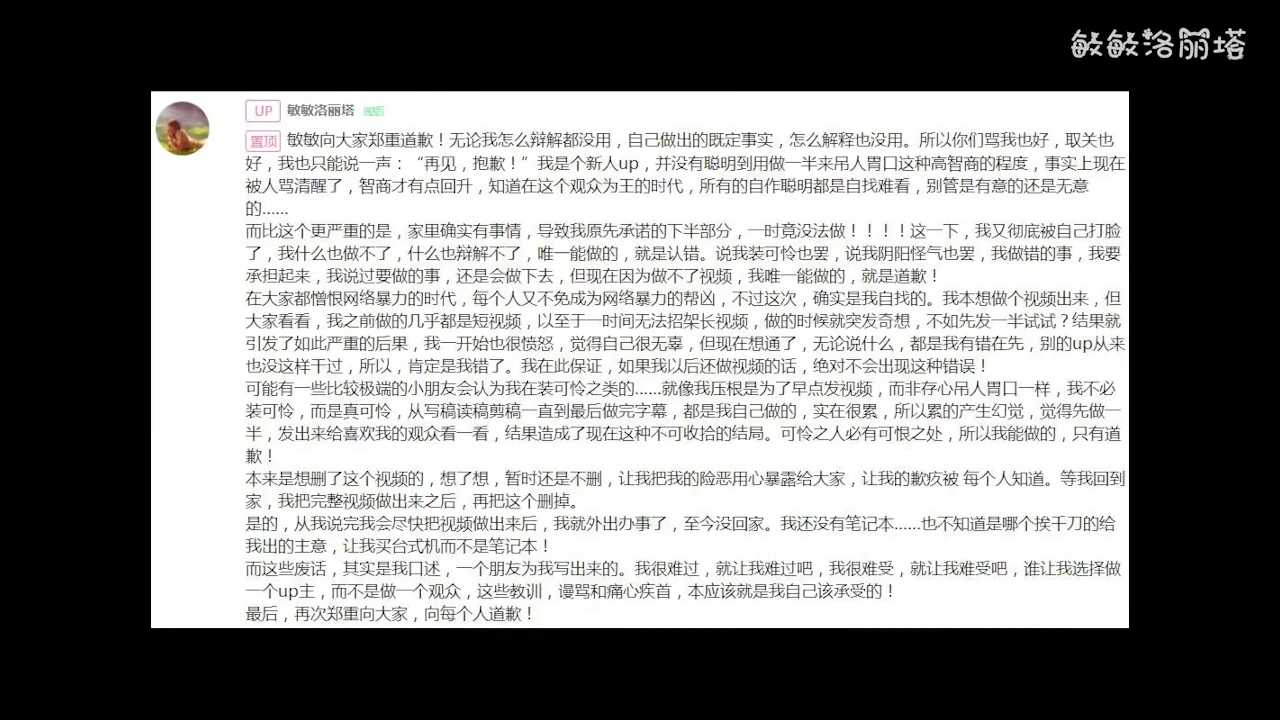 敏敏洛丽塔
UP 敏敏洛丽塔
置顶 敏敏向大家郑重道歉！无论我怎么辩解都没用，自己做出的既定事实，怎么解释也没用。所以你们骂我也好，取关也
好，我也只能说一声：“再见，抱歉！”我是个新人up，并没有聪明到用做一半来吊人胃口这种高智商的程度，事实上现在
被人骂清醒了，智商才有点回升，知道在这个观众为王的时代，所有的自作聪明都是自找难看，别管是有意的还是无意
的......
而比这个更严重的是，家里确实有事情，导致我原先承诺的下半部分，一时竟没法做！！！！这一下，我又彻底被自己打脸
了，我什么也做不了，什么也辩解不了，唯一能做的，就是认错。说我装可怜也罢，说我阴阳怪气也罢，我做错的事，我要
承担起来，我说过要做的事，还是会做下去，但现在因为做不了视频，我唯一能做的，就是道歉！
在大家都憎恨网络暴力的时代，每个人又不免成为网络暴力的帮凶，不过这次，确实是我自找的。我本想做个视频出来，但
大家看看，我之前做的几乎都是短视频，以至于一时间无法招架长视频，做的时候就突发奇想，不如先发一半试试？结果就
引发了如此严重的后果，我一开始也很愤怒，觉得自己很无辜，但现在想通了，无论说什么，都是我有错在先，别的up从来
也没这样干过，所以，肯定是我错了。我在此保证，如果我以后还做视频的话，绝对不会出现这种错误！
可能有一些比较极端的小朋友会认为我在装可怜之类的......就像我压根是为了早点发视频，而非存心吊人胃口一样，我不必
装可怜，而是真可怜，从写稿读稿剪稿一直到最后做完字幕，都是我自己做的，实在很累，所以累的产生幻觉，觉得先做一
半，发出来给喜欢我的观众看一看，结果造成了现在这种不可收拾的结局。可怜之人必有可恨之处，所以我能做的，只有道
歉！
本来是想删了这个视频的，想了想，暂时还是不删，让我把我的险恶用心暴露给大家，让我的歉疚被 每个人知道。等我回到
家，我把完整视频做出来之后，再把这个删掉。
是的，从我说完我会尽快把视频做出来后，我就外出办事了，至今没回家。我还没有笔记本......也不知道是哪个挨千刀的给
我出的主意，让我买台式机而不是笔记本！
而这些废话，其实是我口述，一个朋友为我写出来的。我很难过，就让我难过吧，我很难受，就让我难受吧，谁让我选择做
一个up主，而不是做一个观众，这些教训，谩骂和痛心疾首，本应该就是我自己该承受的！
最后，再次郑重向大家，向每个人道歉！